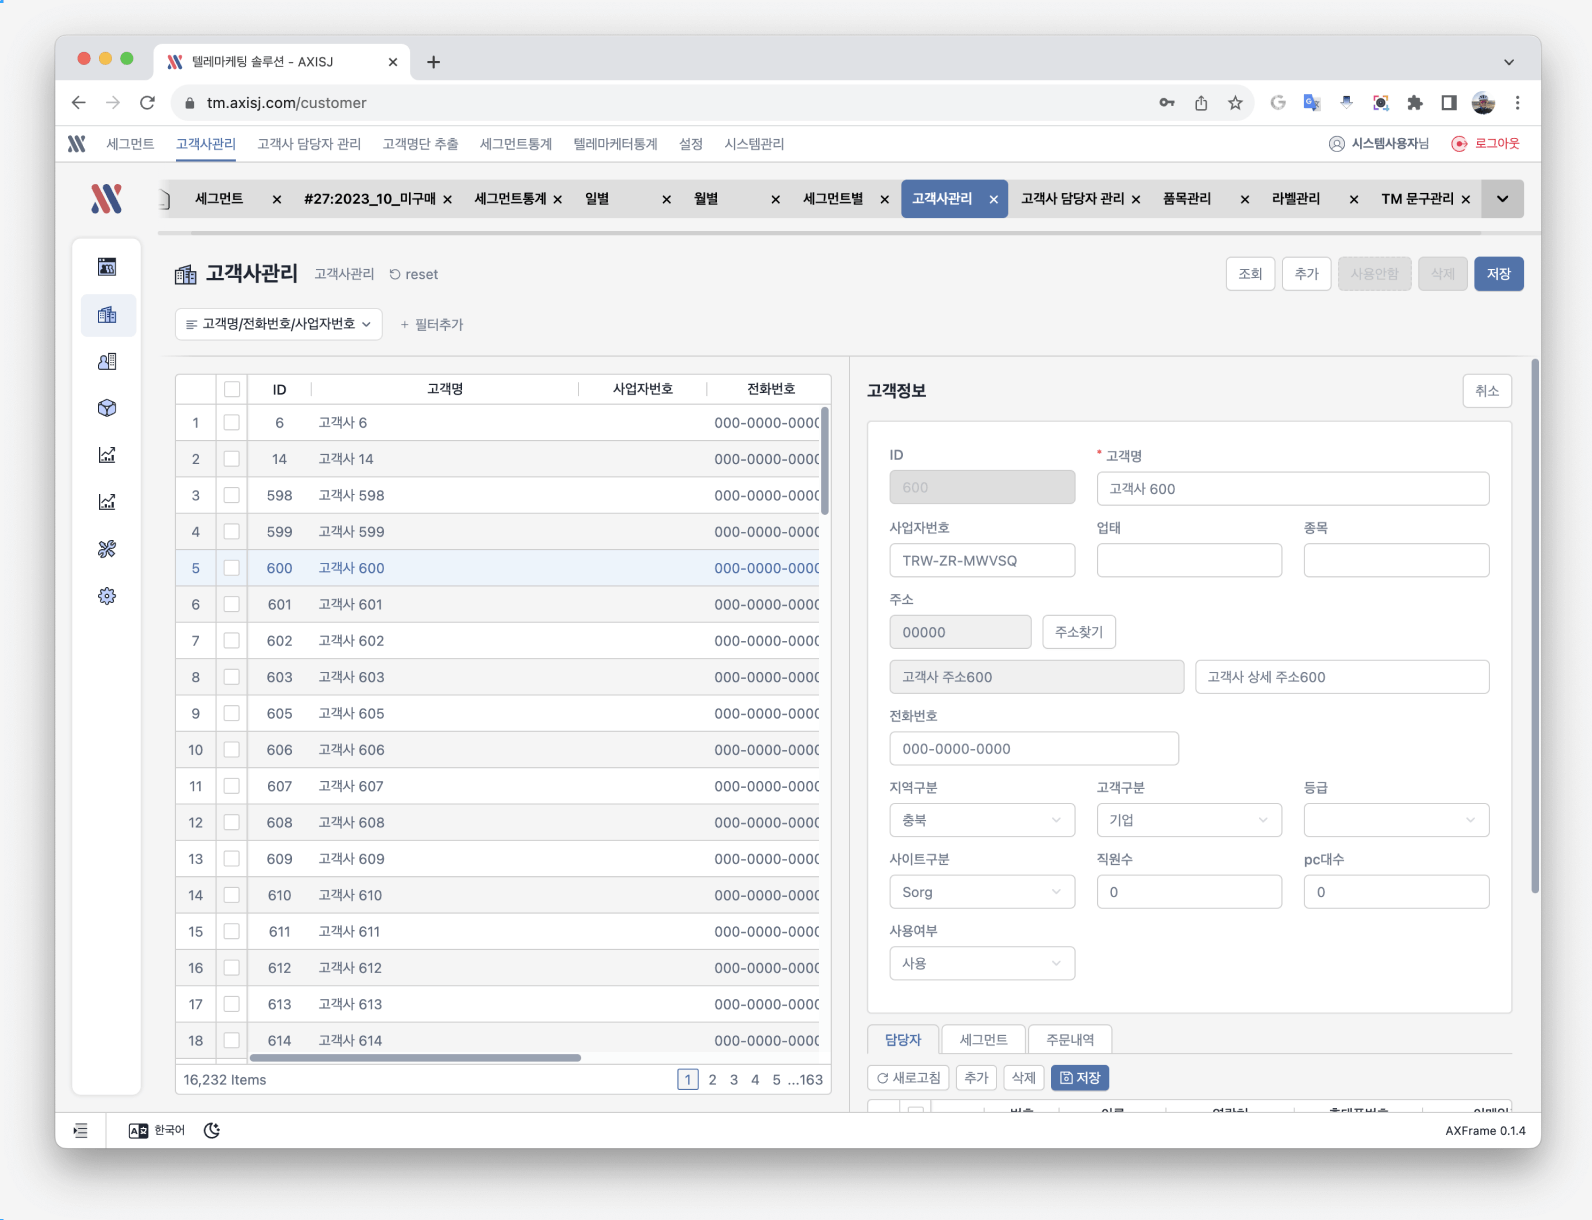 텔레마케팅 솔루션 - AXISJ
tm.axisj.com/customer
세그먼트 고객사관리 고객사 담당자 관리 고객명단 추출 세그먼트통계 텔레마케터통계 설정 시스템관리 시스템사용자님 로그아웃
세그먼트 #27:2023_10_미구매 세그먼트통계 일별 월별 세그먼트별 고객사관리 고객사 담당자 관리 품목관리 라벨관리 TM 문구관리
고객사관리 고객사관리 reset 조회 추가 사용안함 삭제 저장
고객명/전화번호/사업자번호 + 필터추가
ID 고객명 사업자번호 전화번호
1 6 고객사 6 000-0000-0000
2 14 고객사 14 000-0000-0000
3 598 고객사 598 000-0000-0000
4 599 고객사 599 000-0000-0000
5 600 고객사 600 000-0000-0000
6 601 고객사 601 000-0000-0000
7 602 고객사 602 000-0000-0000
8 603 고객사 603 000-0000-0000
9 605 고객사 605 000-0000-0000
10 606 고객사 606 000-0000-0000
11 607 고객사 607 000-0000-0000
12 608 고객사 608 000-0000-0000
13 609 고객사 609 000-0000-0000
14 610 고객사 610 000-0000-0000
15 611 고객사 611 000-0000-0000
16 612 고객사 612 000-0000-0000
17 613 고객사 613 000-0000-0000
18 614 고객사 614 000-0000-0000
16,232 Items 1 2 3 4 5 ...163
고객정보 취소
ID * 고객명
600 고객사 600
사업자번호 업태 종목
TRW-ZR-MWVSQ
주소
00000 주소찾기
고객사 주소600 고객사 상세 주소600
전화번호
000-0000-0000
지역구분 고객구분 등급
충북 기업
사이트구분 직원수 pc대수
Sorg 0 0
사용여부
사용
담당자 세그먼트 주문내역
새로고침 추가 삭제 저장
한국어 AXFrame 0.1.4